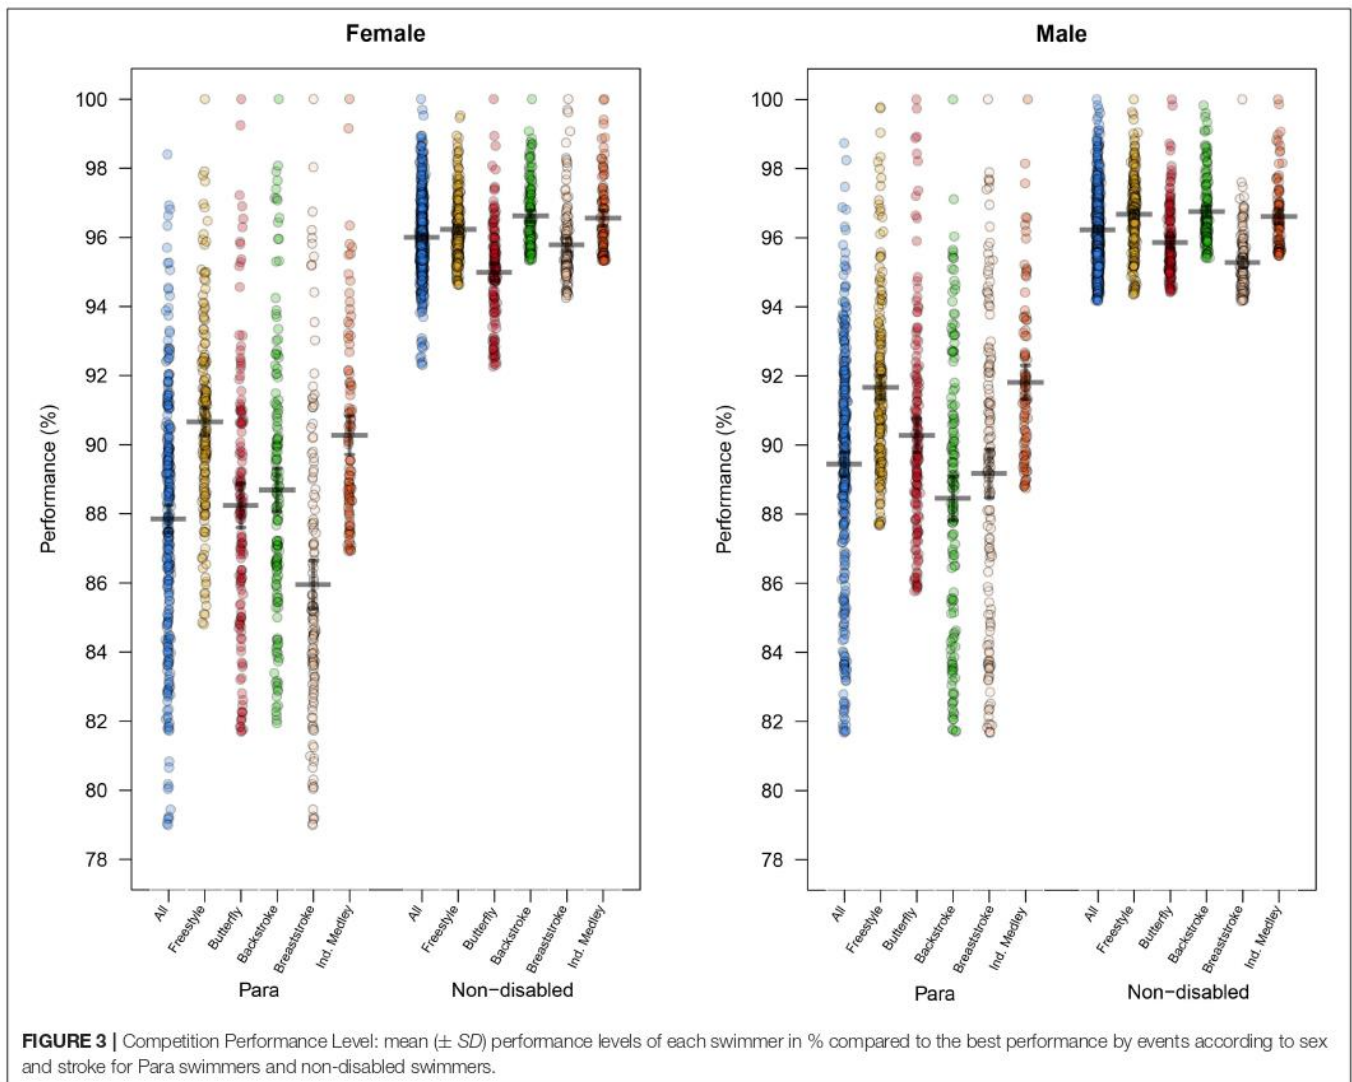 Female
Male
Performance (%)
100
98
96
94
92
90
88
86
84
82
80
78
All
Freestyle
Butterfly
Backstroke
Breaststroke
Ind. Medley
All
Freestyle
Butterfly
Backstroke
Breaststroke
Ind. Medley
Para
Non-disabled
Performance (%)
100
98
96
94
92
90
88
86
84
82
80
78
All
Freestyle
Butterfly
Backstroke
Breaststroke
Ind. Medley
All
Freestyle
Butterfly
Backstroke
Breaststroke
Ind. Medley
Para
Non-disabled
FIGURE 3 | Competition Performance Level: mean (± SD) performance levels of each swimmer in % compared to the best performance by events according to sex
and stroke for Para swimmers and non-disabled swimmers.